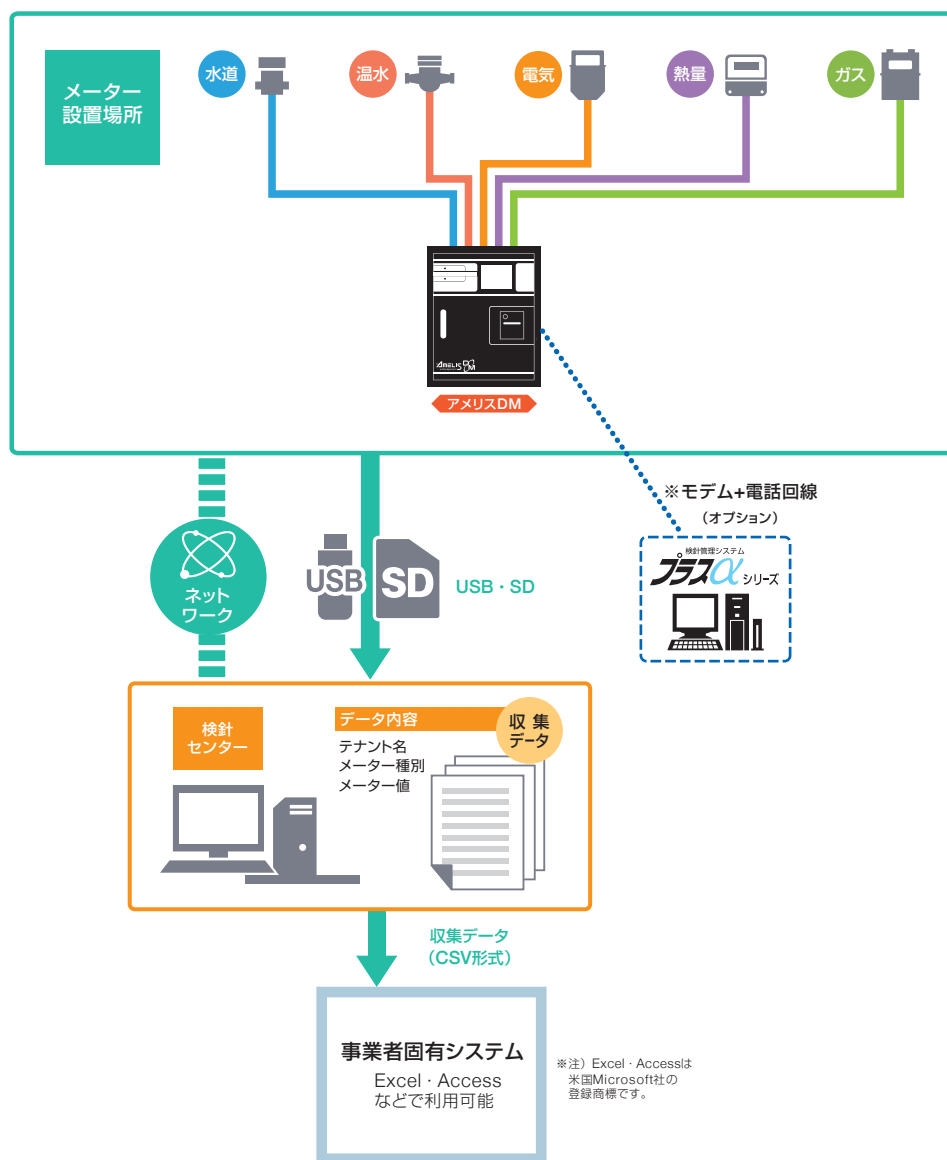 メーター
設置場所
水道
温水
電気
熱量
ガス
AMELIS DM
アメリスDM
※モデム+電話回線
（オプション）
検針管理システム
プラスα シリーズ
ネット
ワーク
USB
SD
USB・SD
検針
センター
データ内容
テナント名
メーター種別
メーター値
収 集
データ
収集データ
（CSV形式）
事業者固有システム
Excel・Access
などで利用可能
※注）Excel・Accessは
米国Microsoft社の
登録商標です。